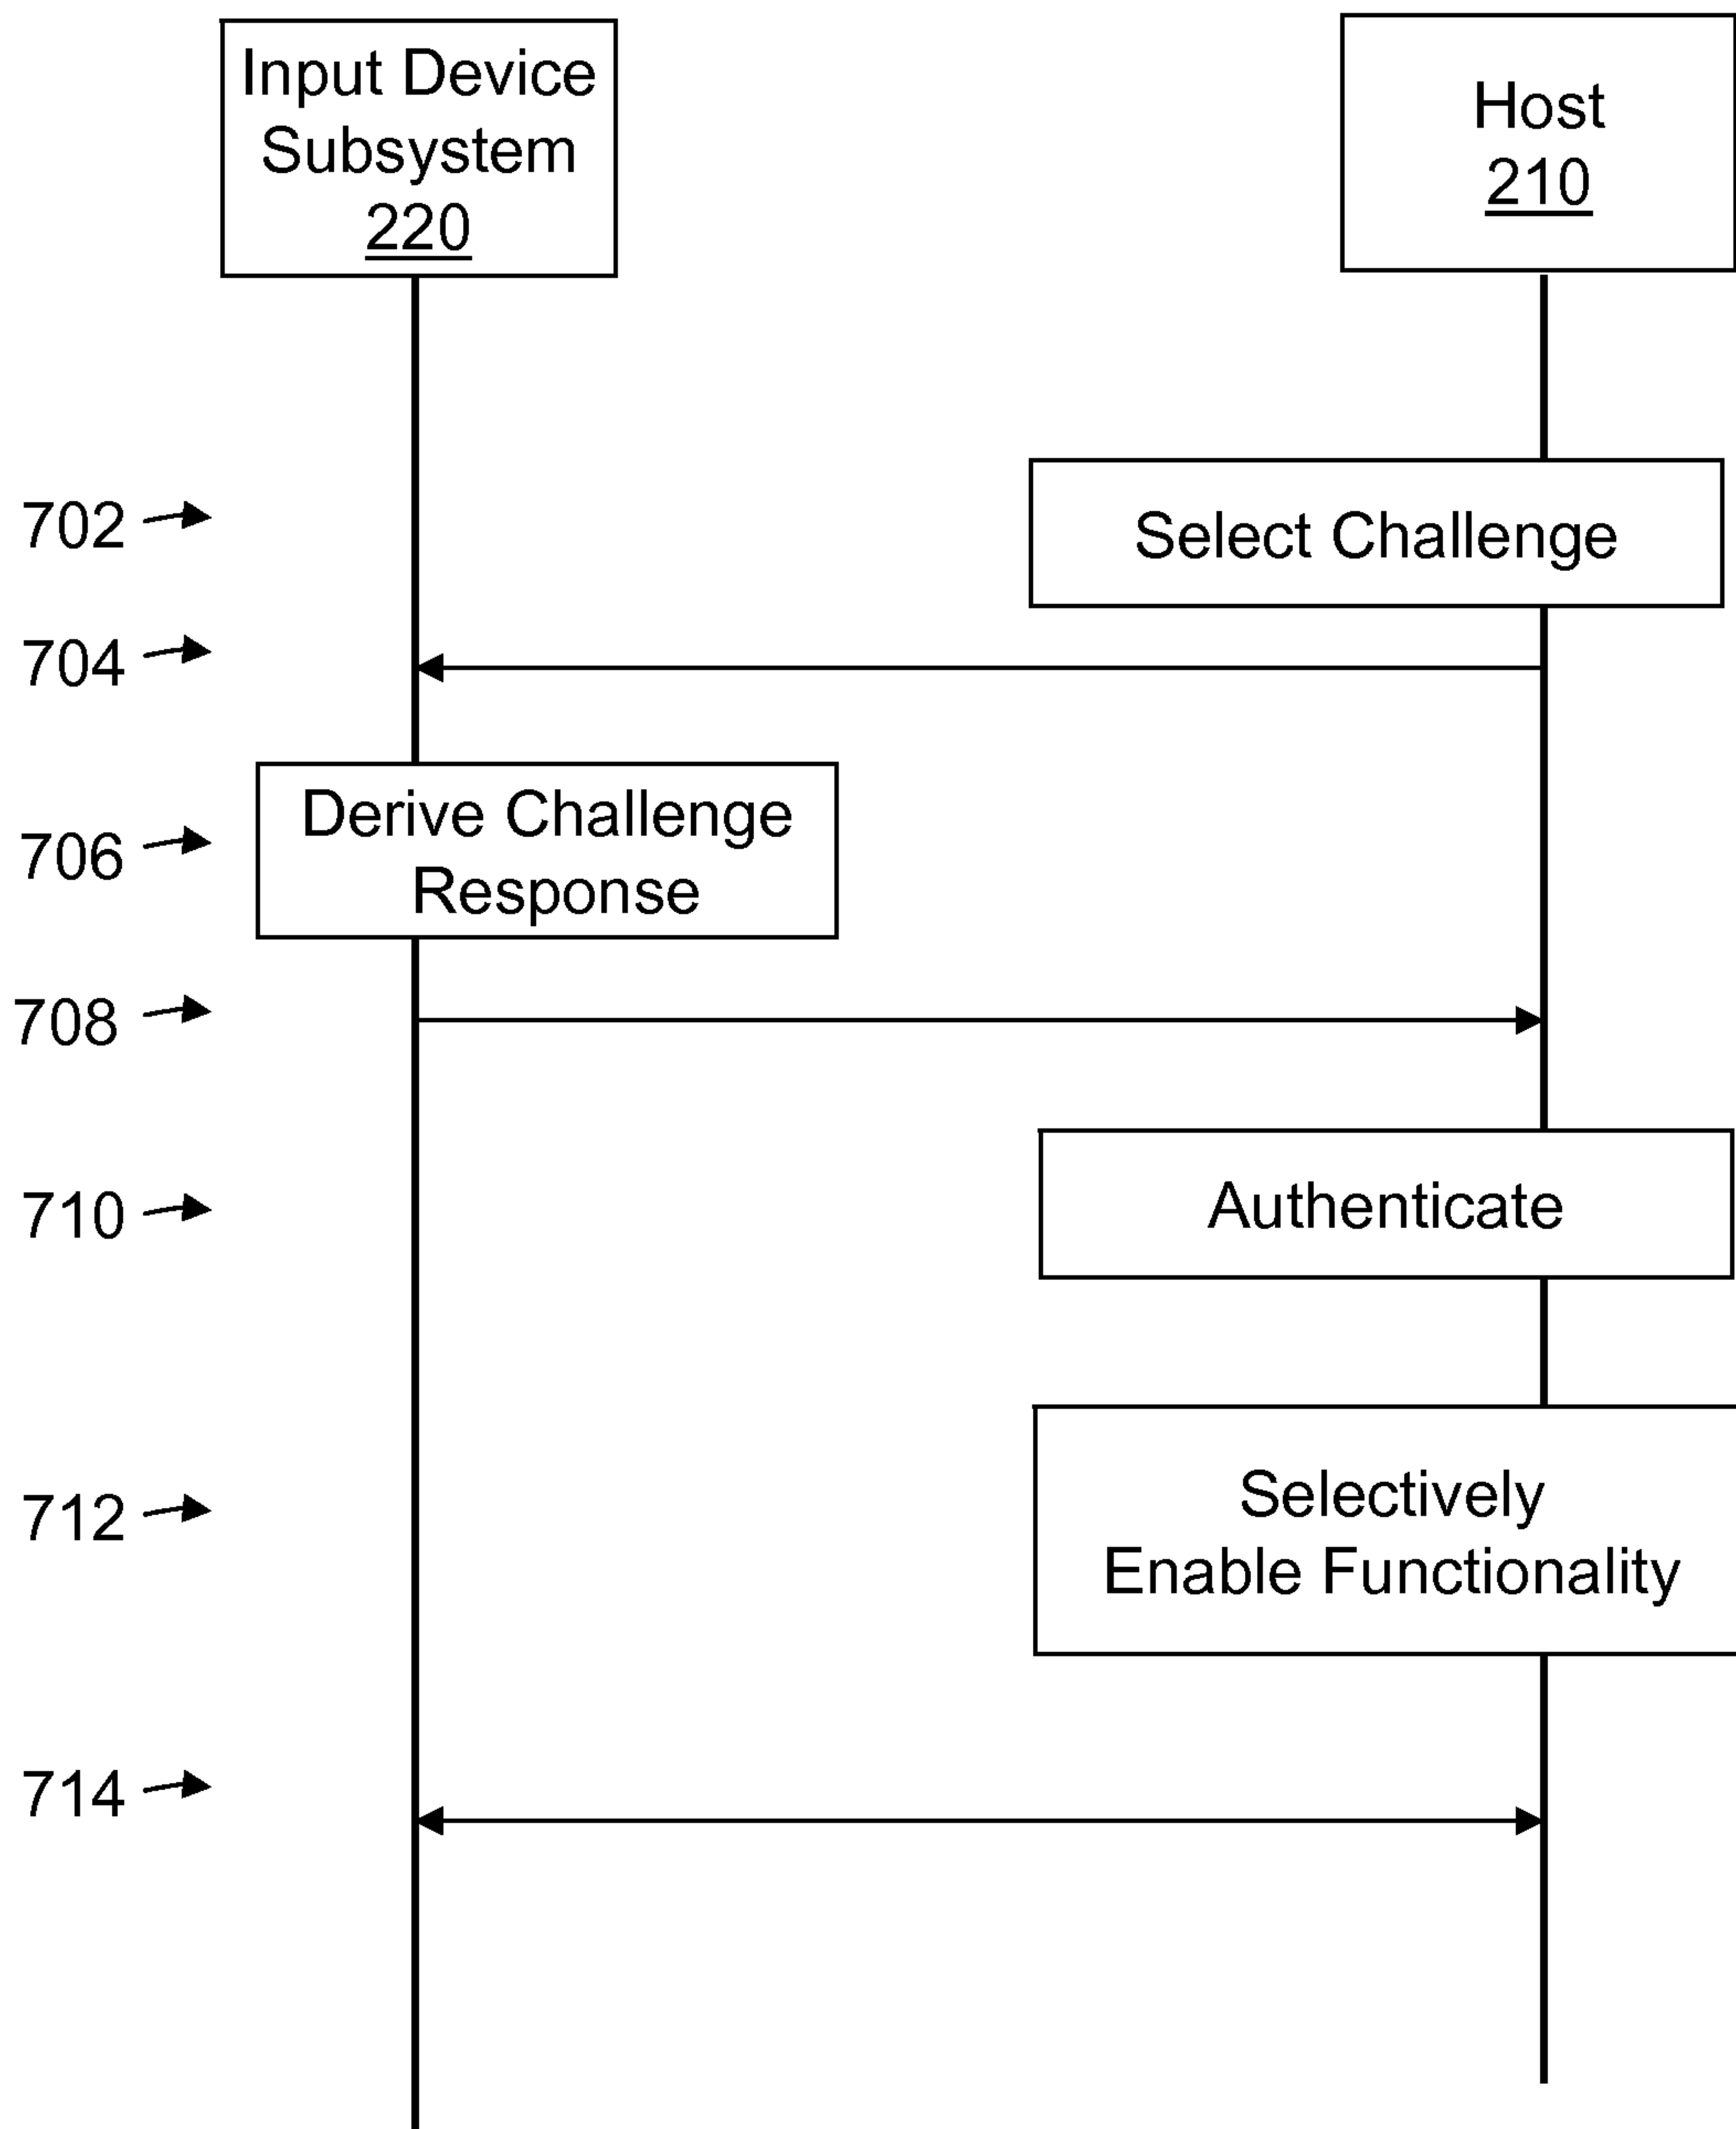 Input Device
Subsystem
220
Host
210
702
Select Challenge
704
706
Derive Challenge
Response
708
710
Authenticate
712
Selectively
Enable Functionality
714